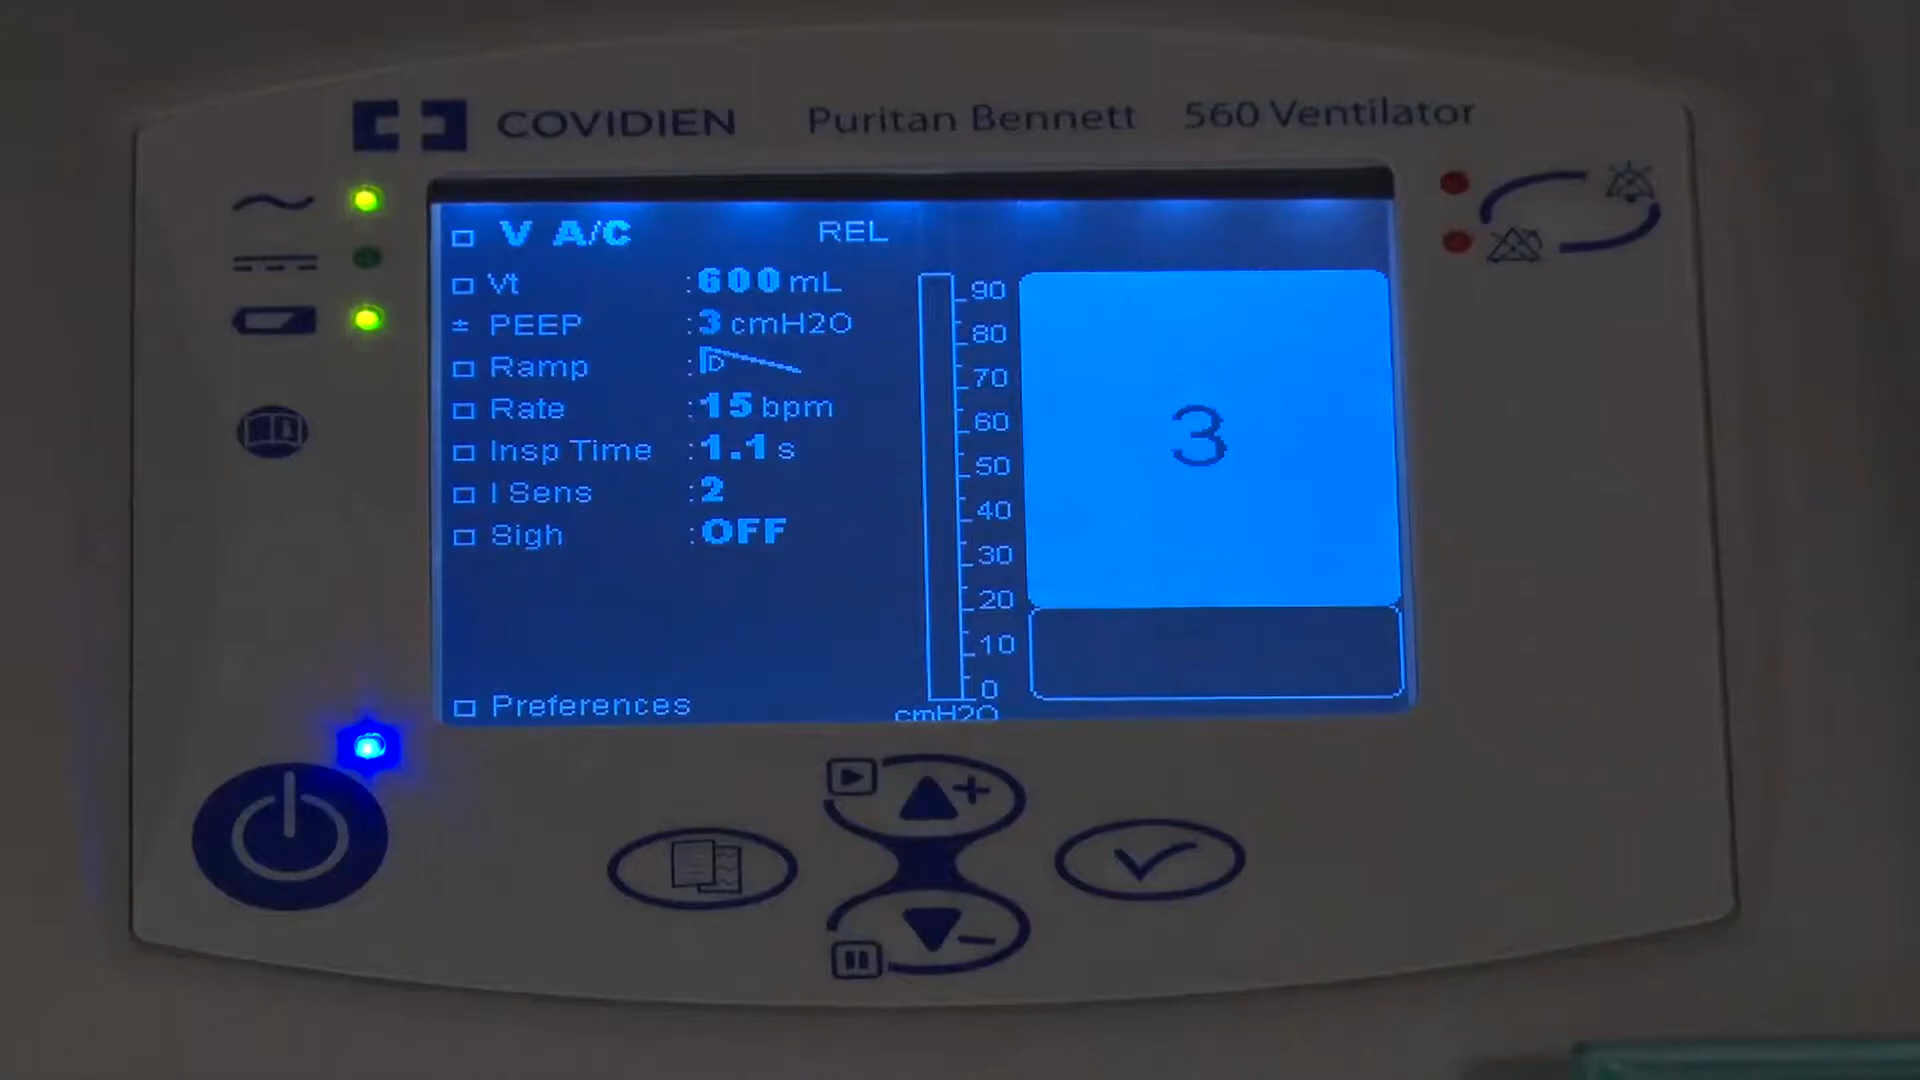 COVIDIEN Puritan Bennett 560 Ventilator
V A/C REL
Vt :600 mL
PEEP :3 cmH2O
Ramp :D
Rate :15 bpm
Insp Time :1.1 s
I Sens :2
Sigh :OFF
Preferences
90
80
70
60
50
40
30
20
10
0
cmH2O
3